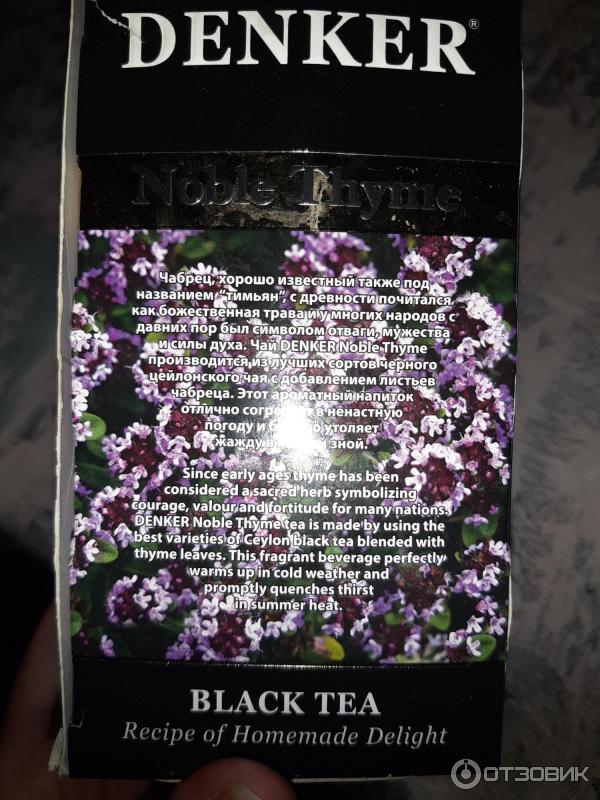 DENKER®
Noble Thyme
Чабрец, хорошо известный также под
названием "тимьян", с древности почитался,
как божественная трава и у многих народов с
давних пор был символом отваги, мужества
и силы духа. Чай DENKER Noble Thyme
производится из лучших сортов черного
цейлонского чая с добавлением листьев
чабреца. Этот ароматный напиток
отлично в ненастную
погоду и утоляет
жажду зной.
Since early ages thyme has been
considered a sacred herb symbolizing
courage, valour and fortitude for many nations.
DENKER Noble Thyme tea is made by using the
best varieties of Ceylon black tea blended with
thyme leaves. This fragrant beverage perfectly
warms up in cold weather and
promptly quenches thirst
in summer heat.
BLACK TEA
Recipe of Homemade Delight
ОТЗОВИК